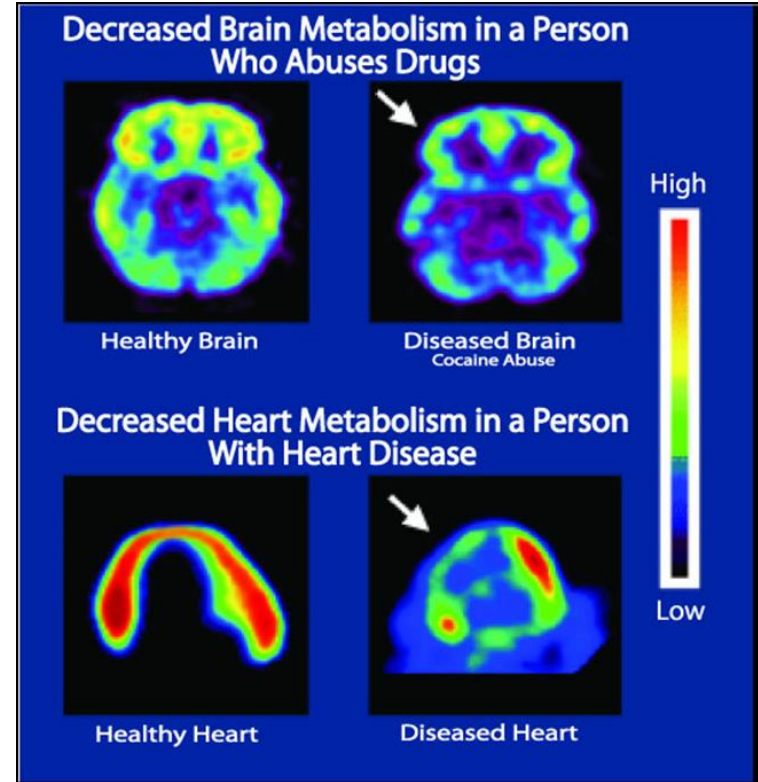 Decreased Brain Metabolism in a Person
Who Abuses Drugs
Healthy Brain
Diseased Brain
Cocaine Abuse
High
Low
Decreased Heart Metabolism in a Person
With Heart Disease
Healthy Heart
Diseased Heart